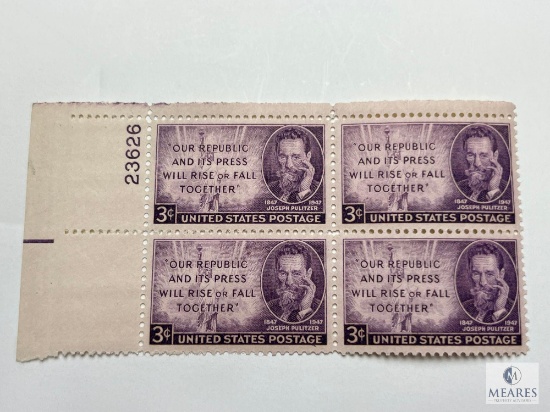 23626
"OUR REPUBLIC
AND ITS PRESS
WILL RISE OR FALL
TOGETHER"
1847 1947
JOSEPH PULITZER
3¢ UNITED STATES POSTAGE
"OUR REPUBLIC
AND ITS PRESS
WILL RISE OR FALL
TOGETHER"
1847 1947
JOSEPH PULITZER
3¢ UNITED STATES POSTAGE
"OUR REPUBLIC
AND ITS PRESS
WILL RISE OR FALL
TOGETHER"
1847 1947
JOSEPH PULITZER
3¢ UNITED STATES POSTAGE
"OUR REPUBLIC
AND ITS PRESS
WILL RISE OR FALL
TOGETHER"
1847 1947
JOSEPH PULITZER
3¢ UNITED STATES POSTAGE
M
MEARES